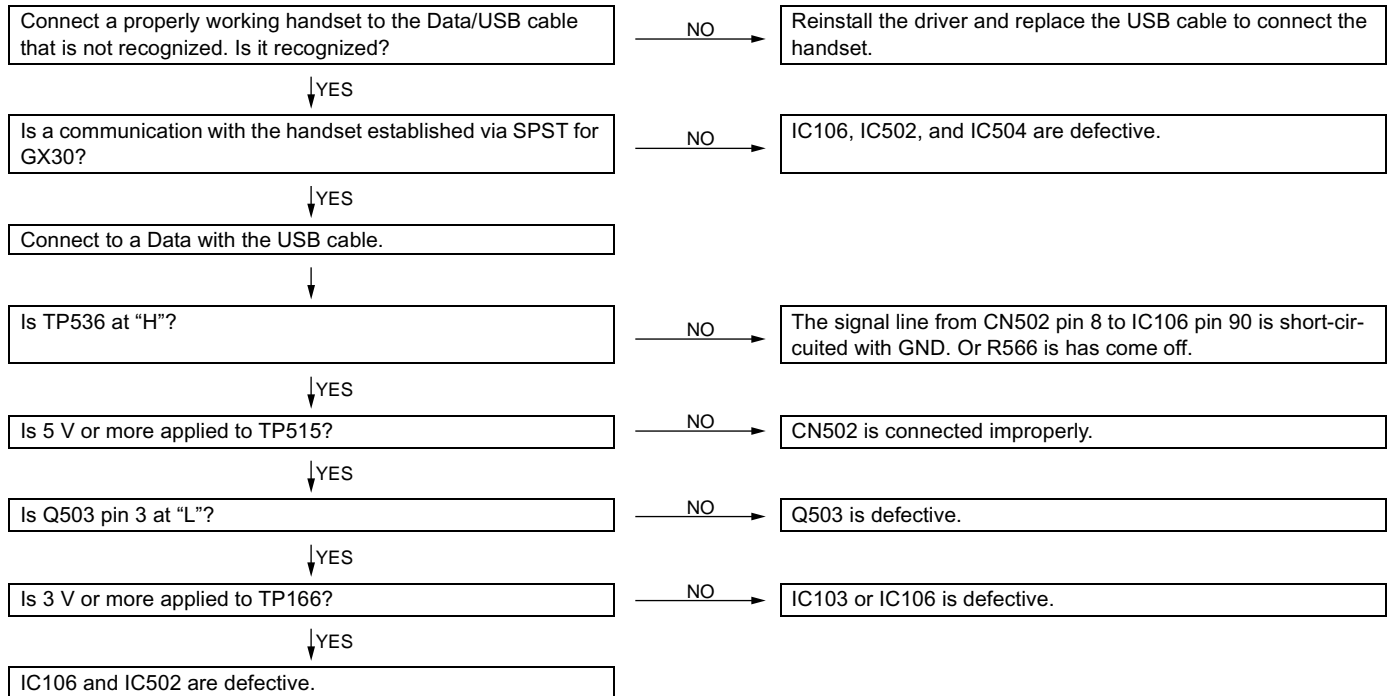 Connect a properly working handset to the Data/USB cable
that is not recognized. Is it recognized?
NO
Reinstall the driver and replace the USB cable to connect the
handset.
YES
Is a communication with the handset established via SPST for
GX30?
NO
IC106, IC502, and IC504 are defective.
YES
Connect to a Data with the USB cable.
Is TP536 at “H”?
NO
The signal line from CN502 pin 8 to IC106 pin 90 is short-cir-
cuited with GND. Or R566 is has come off.
YES
Is 5 V or more applied to TP515?
NO
CN502 is connected improperly.
YES
Is Q503 pin 3 at “L”?
NO
Q503 is defective.
YES
Is 3 V or more applied to TP166?
NO
IC103 or IC106 is defective.
YES
IC106 and IC502 are defective.